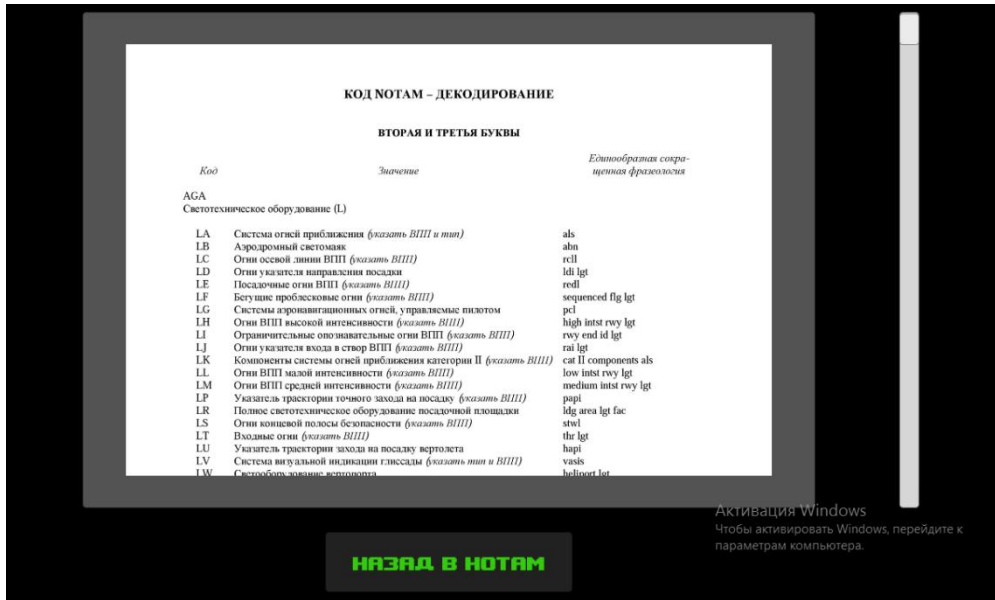 КОД NOTAM – ДЕКОДИРОВАНИЕ
ВТОРАЯ И ТРЕТЬЯ БУКВЫ
Код Значение Единообразная сокра-
щенная фразеология
AGA
Светотехническое оборудование (L)
LA Система огней приближения (указать ВПП и тип) als
LB Аэродромный светомаяк abn
LC Огни осевой линии ВПП (указать ВПП) rcll
LD Огни указателя направления посадки ldi lgt
LE Посадочные огни ВПП (указать ВПП) redl
LF Бегущие проблесковые огни (указать ВПП) sequenced flg lgt
LG Системы аэронавигационных огней, управляемые пилотом pcl
LH Огни ВПП высокой интенсивности (указать ВПП) high intst rwy lgt
LI Ограничительные опознавательные огни ВПП (указать ВПП) rwy end id lgt
LJ Огни указателя входа в створ ВПП (указать ВПП) rai lgt
LK Компоненты системы огней приближения категории II (указать ВПП) cat II components als
LL Огни ВПП малой интенсивности (указать ВПП) low intst rwy lgt
LM Огни ВПП средней интенсивности (указать ВПП) medium intst rwy lgt
LP Указатель траектории точного захода на посадку (указать ВПП) papi
LR Полное светотехническое оборудование посадочной площадки ldg area lgt fac
LS Огни концевой полосы безопасности (указать ВПП) stwl
LT Входные огни (указать ВПП) thr lgt
LU Указатель траектории захода на посадку вертолета hapi
LV Система визуальной индикации глиссады (указать тип и ВПП) vasis
LW Светооборудование вертопорта heliport lgt
Активация Windows
Чтобы активировать Windows, перейдите к
параметрам компьютера.
НАЗАД В НОТАМ